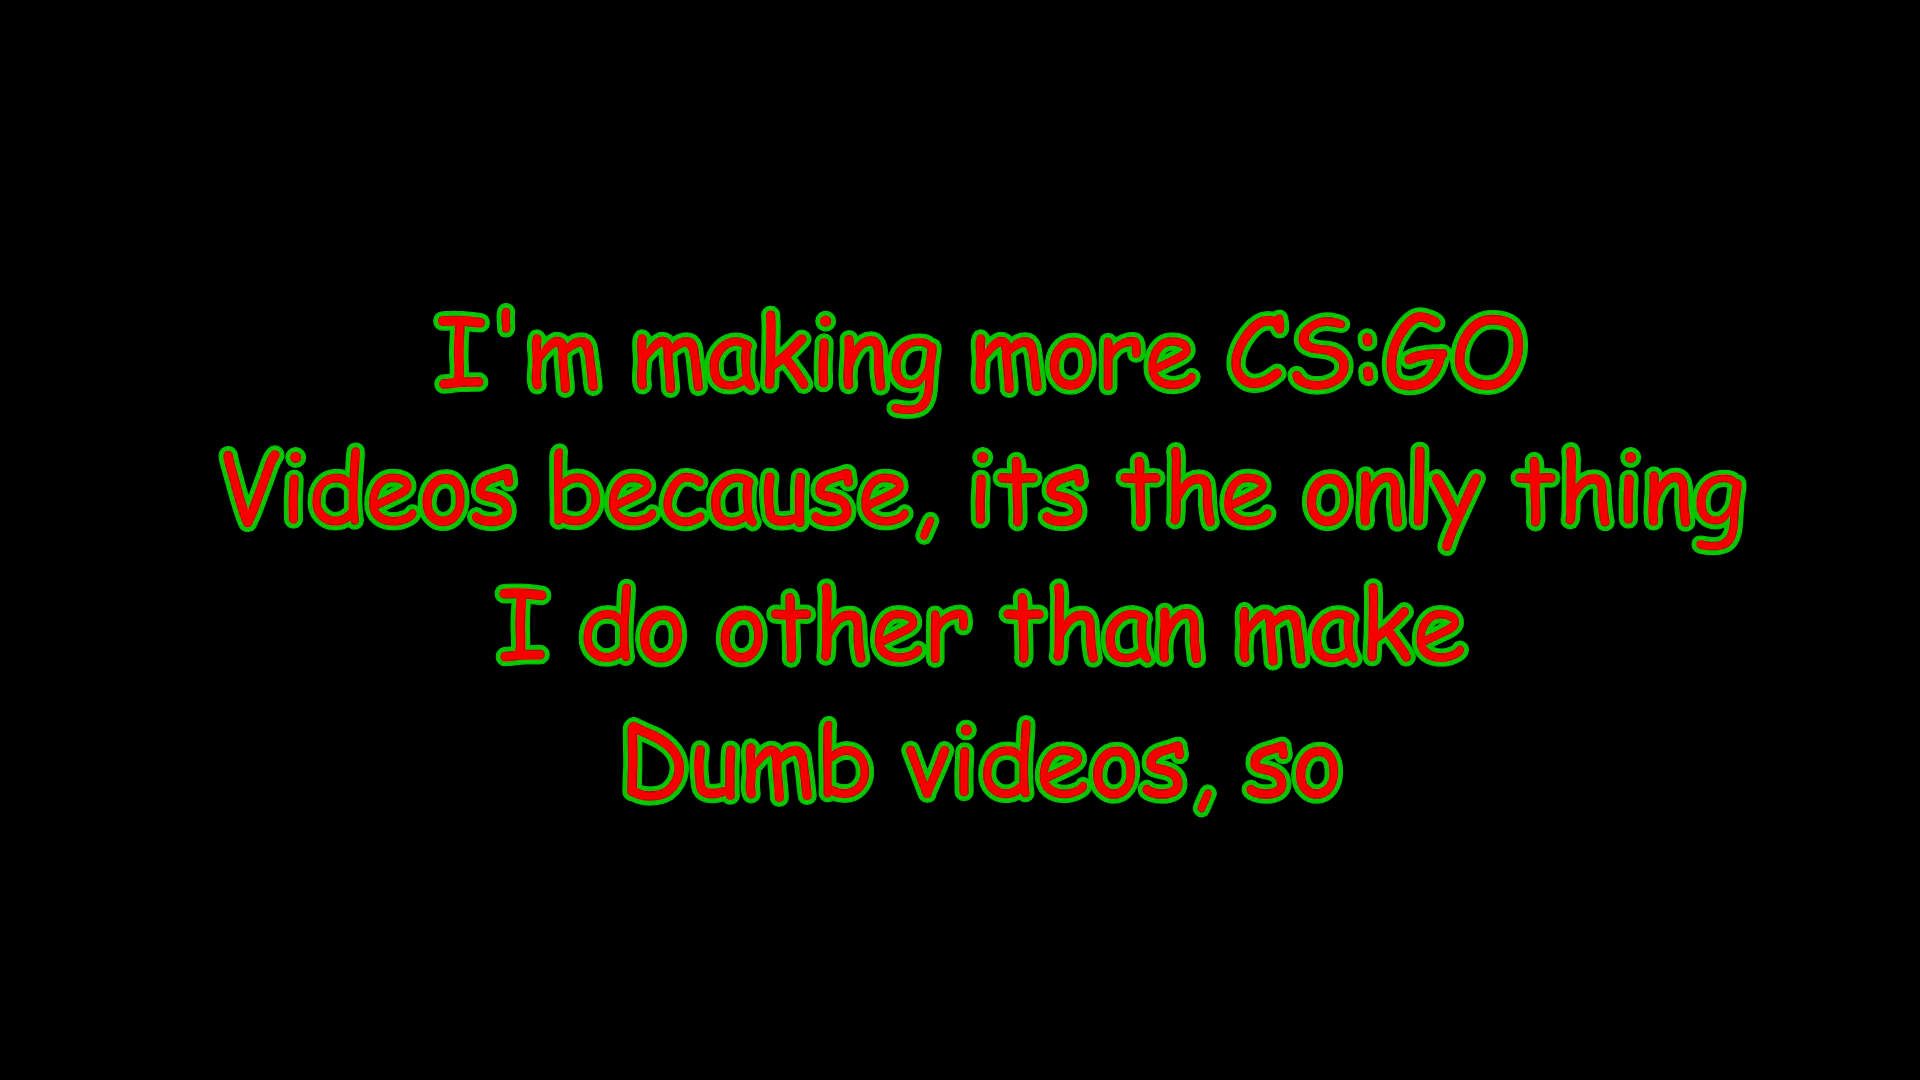 I'm making more CS:GO
Videos because, its the only thing
I do other than make
Dumb videos, so